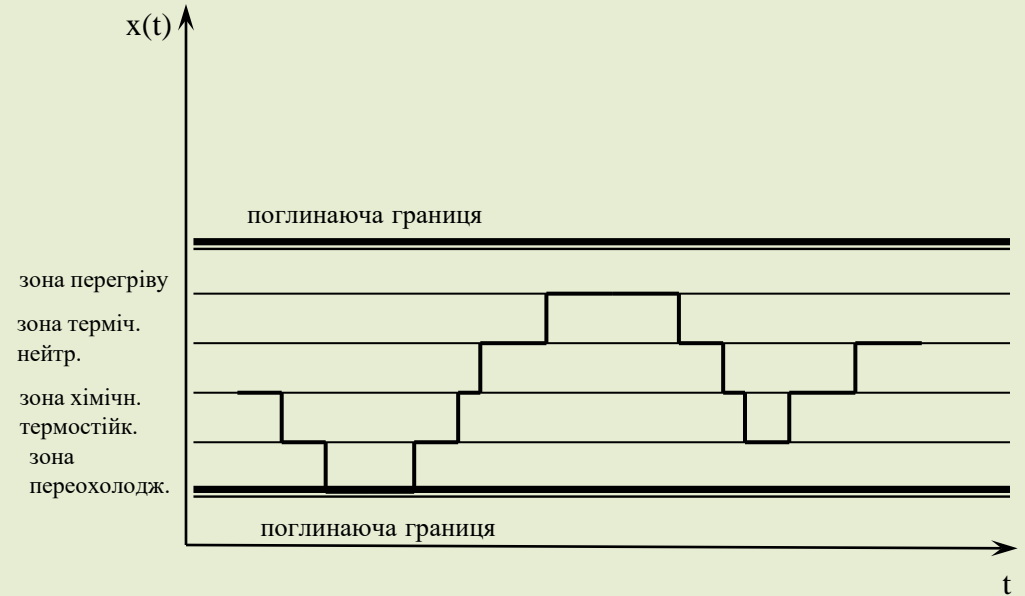 x(t)
поглинаюча границя
зона перегріву
зона терміч.
нейтр.
зона хімічн.
термостійк.
зона
переохолодж.
поглинаюча границя
t